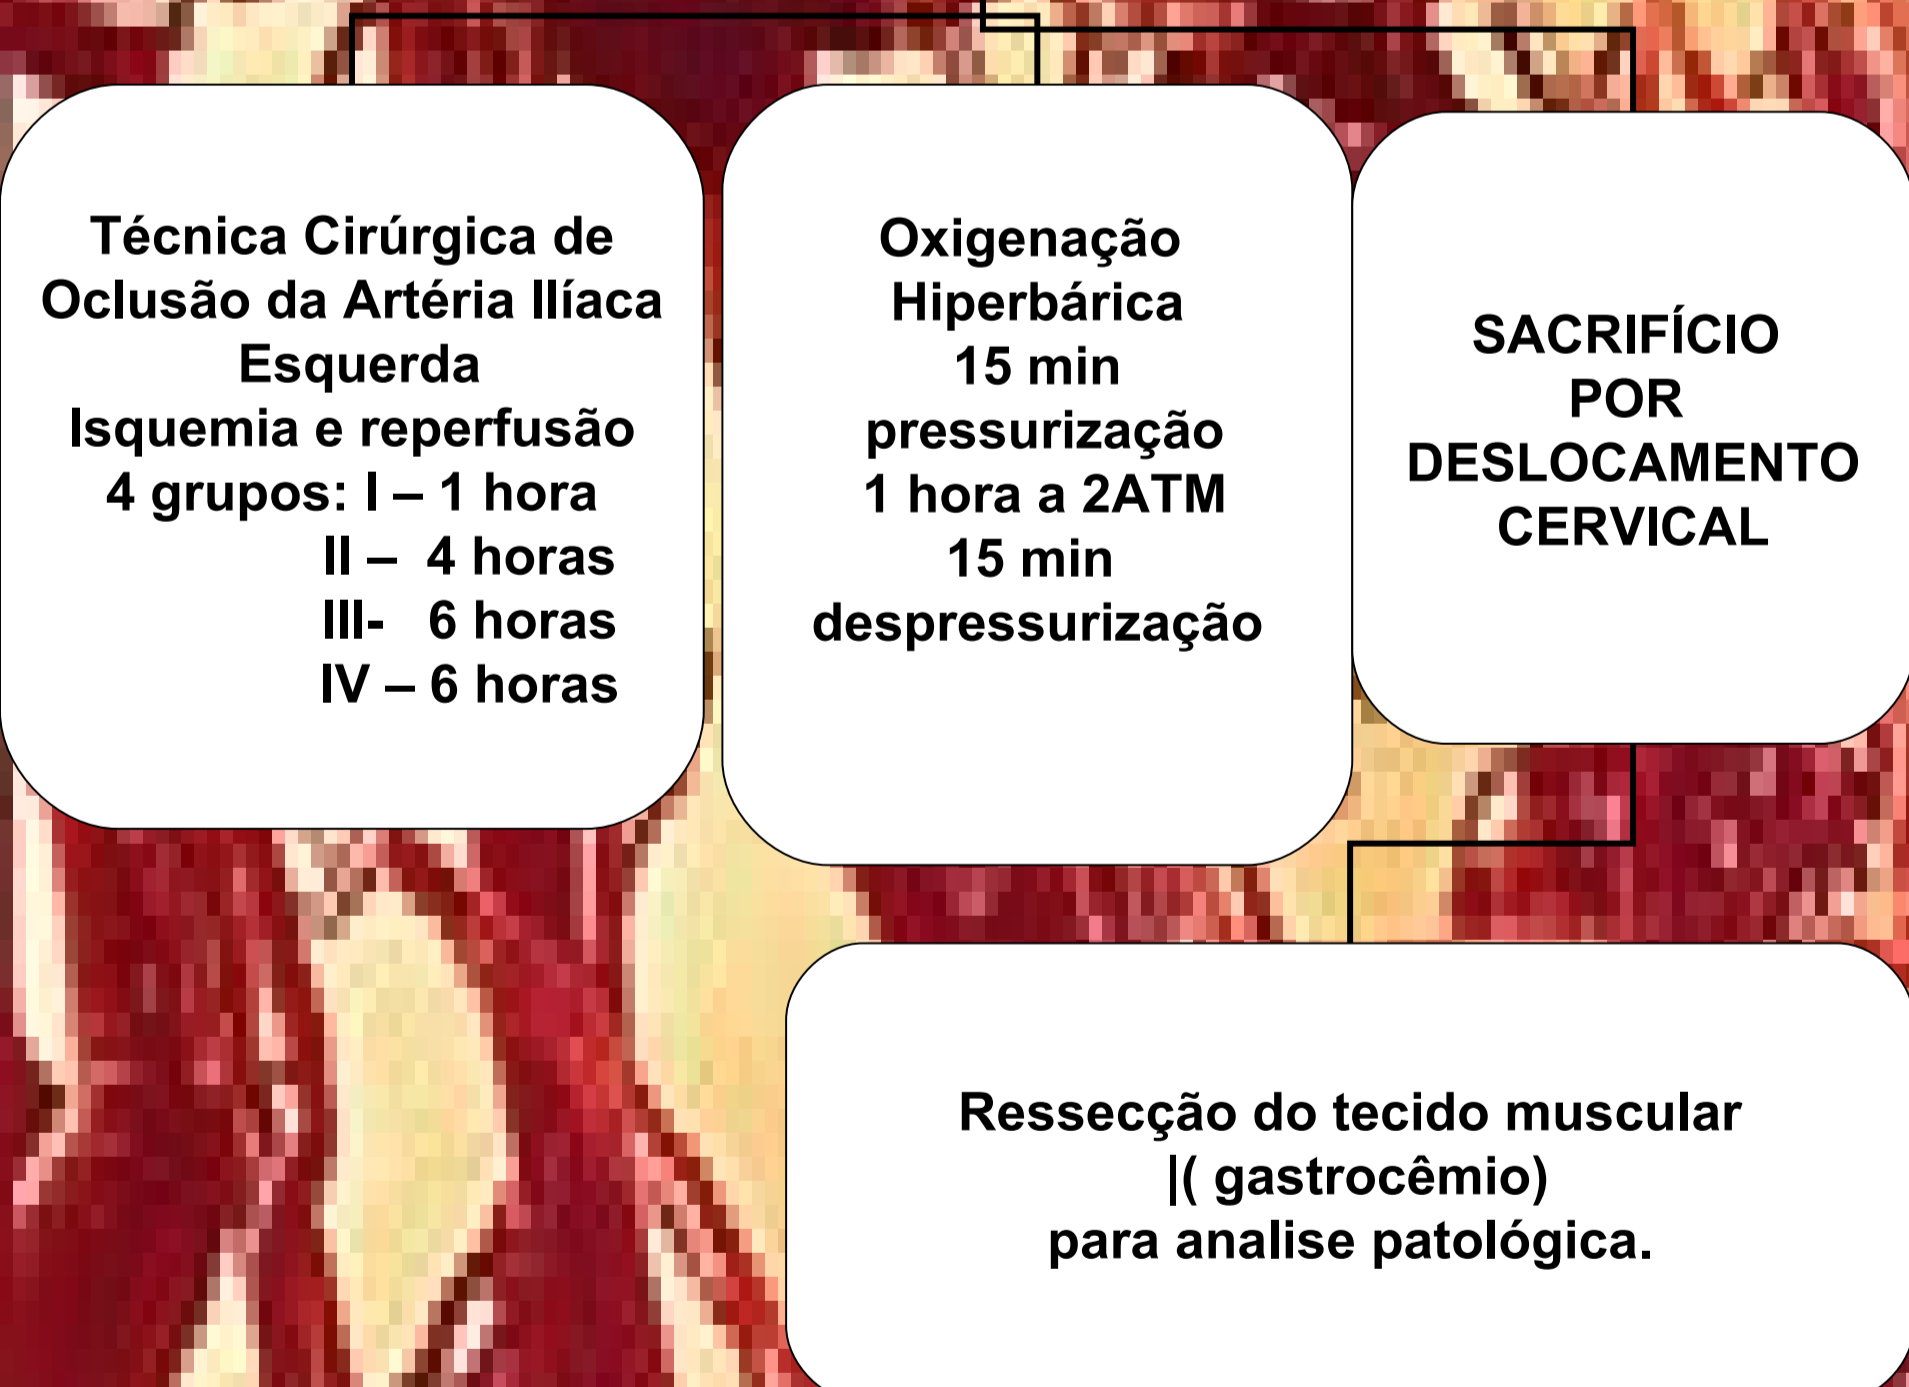 Técnica Cirúrgica de
Oclusão da Artéria Ilíaca
Esquerda
Isquemia e reperfusão
4 grupos: I – 1 hora
II – 4 horas
III- 6 horas
IV – 6 horas
Oxigenação
Hiperbárica
15 min
pressurização
1 hora a 2ATM
15 min
despressurização
SACRIFÍCIO
POR
DESLOCAMENTO
CERVICAL
Ressecção do tecido muscular
|( gastrocêmio)
para analise patológica.